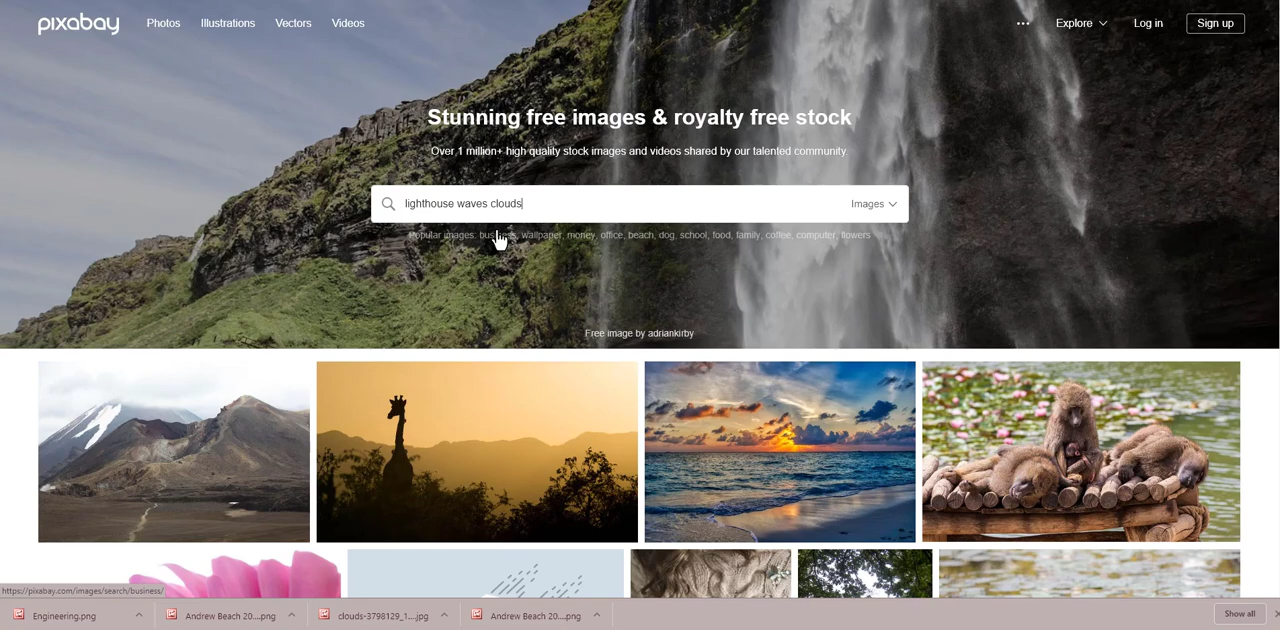 pixabay Photos Illustrations Vectors Videos ••• Explore Log in Sign up
Stunning free images & royalty free stock
Over 1 million+ high quality stock images and videos shared by our talented community.
lighthouse waves clouds Images
Popular images: business, wallpaper, money, office, beach, dog, school, food, family, coffee, computer, flowers
Free image by adriankirby
https://pixabay.com/images/search/business/
Engineering.png Andrew Beach 20....png clouds-3798129_1....jpg Andrew Beach 20....png Show all